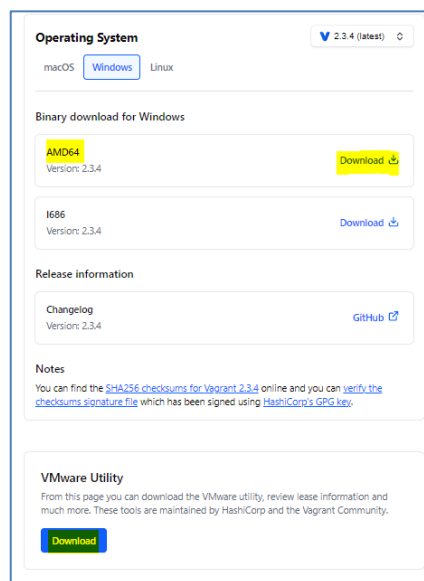 Operating System
2.3.4 (latest)
macOS Windows Linux
Binary download for Windows
AMD64
Version: 2.3.4
Download
I686
Version: 2.3.4
Download
Release information
Changelog
Version: 2.3.4
GitHub
Notes
You can find the SHA256 checksums for Vagrant 2.3.4 online and you can verify the
checksums signature file which has been signed using HashiCorp's GPG key.
VMware Utility
From this page you can download the VMware utility, review lease information and
much more. These tools are maintained by HashiCorp and the Vagrant Community.
Download